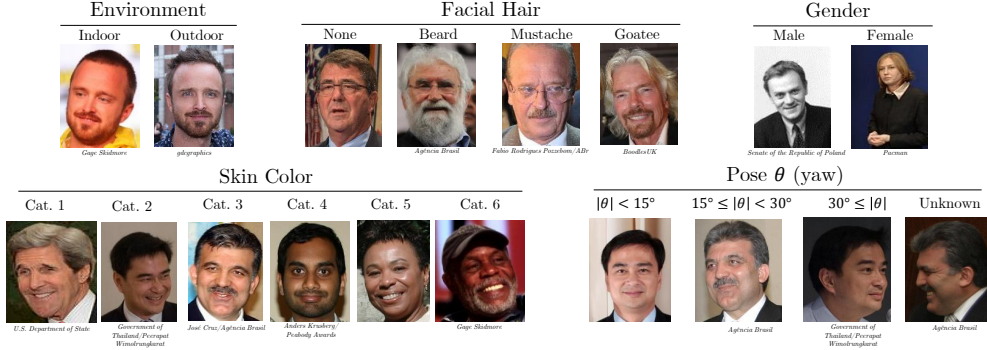 Environment
Facial Hair
Gender
Indoor Outdoor
None Beard Mustache Goatee
Male Female
Gage Skidmore
gdcgraphics
Agência Brasil
Fabio Rodrigues Pozzebom/ABr
BoodlesUK
Senate of the Republic of Poland
Pacman
Skin Color
Pose θ (yaw)
Cat. 1 Cat. 2 Cat. 3 Cat. 4 Cat. 5 Cat. 6
|θ| < 15° 15° ≤ |θ| < 30° 30° ≤ |θ| Unknown
U.S. Department of State
Government of
Thailand/Peerapat
Wimolrungkarat
José Cruz/Agência Brasil
Anders Krusberg/
Peabody Awards
Gage Skidmore
Agência Brasil
Government of
Thailand/Peerapat
Wimolrungkarat
Agência Brasil